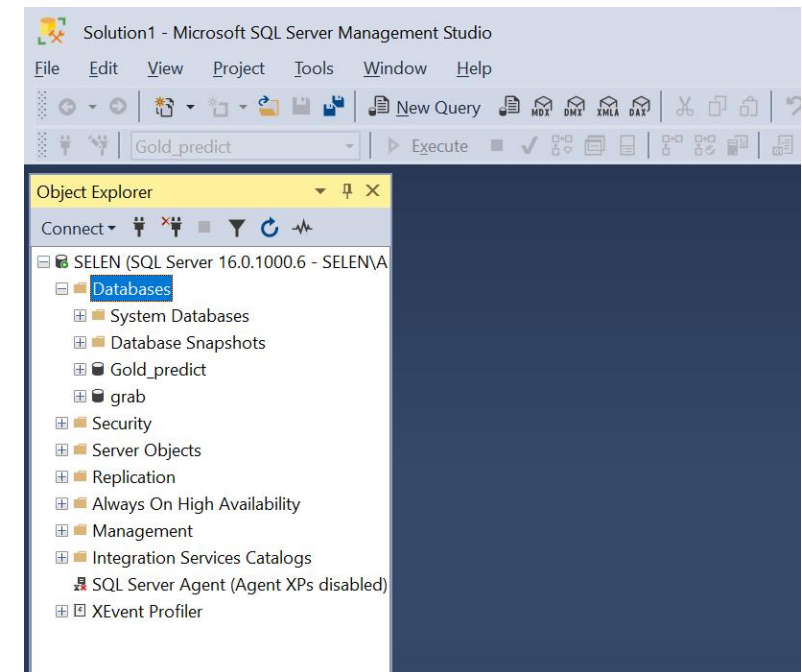 Solution1 - Microsoft SQL Server Management Studio
File Edit View Project Tools Window Help
New Query MDX DMX XMLA DAX
Gold_predict Execute
Object Explorer
Connect
SELEN (SQL Server 16.0.1000.6 - SELEN\A
Databases
System Databases
Database Snapshots
Gold_predict
grab
Security
Server Objects
Replication
Always On High Availability
Management
Integration Services Catalogs
SQL Server Agent (Agent XPs disabled)
XEvent Profiler